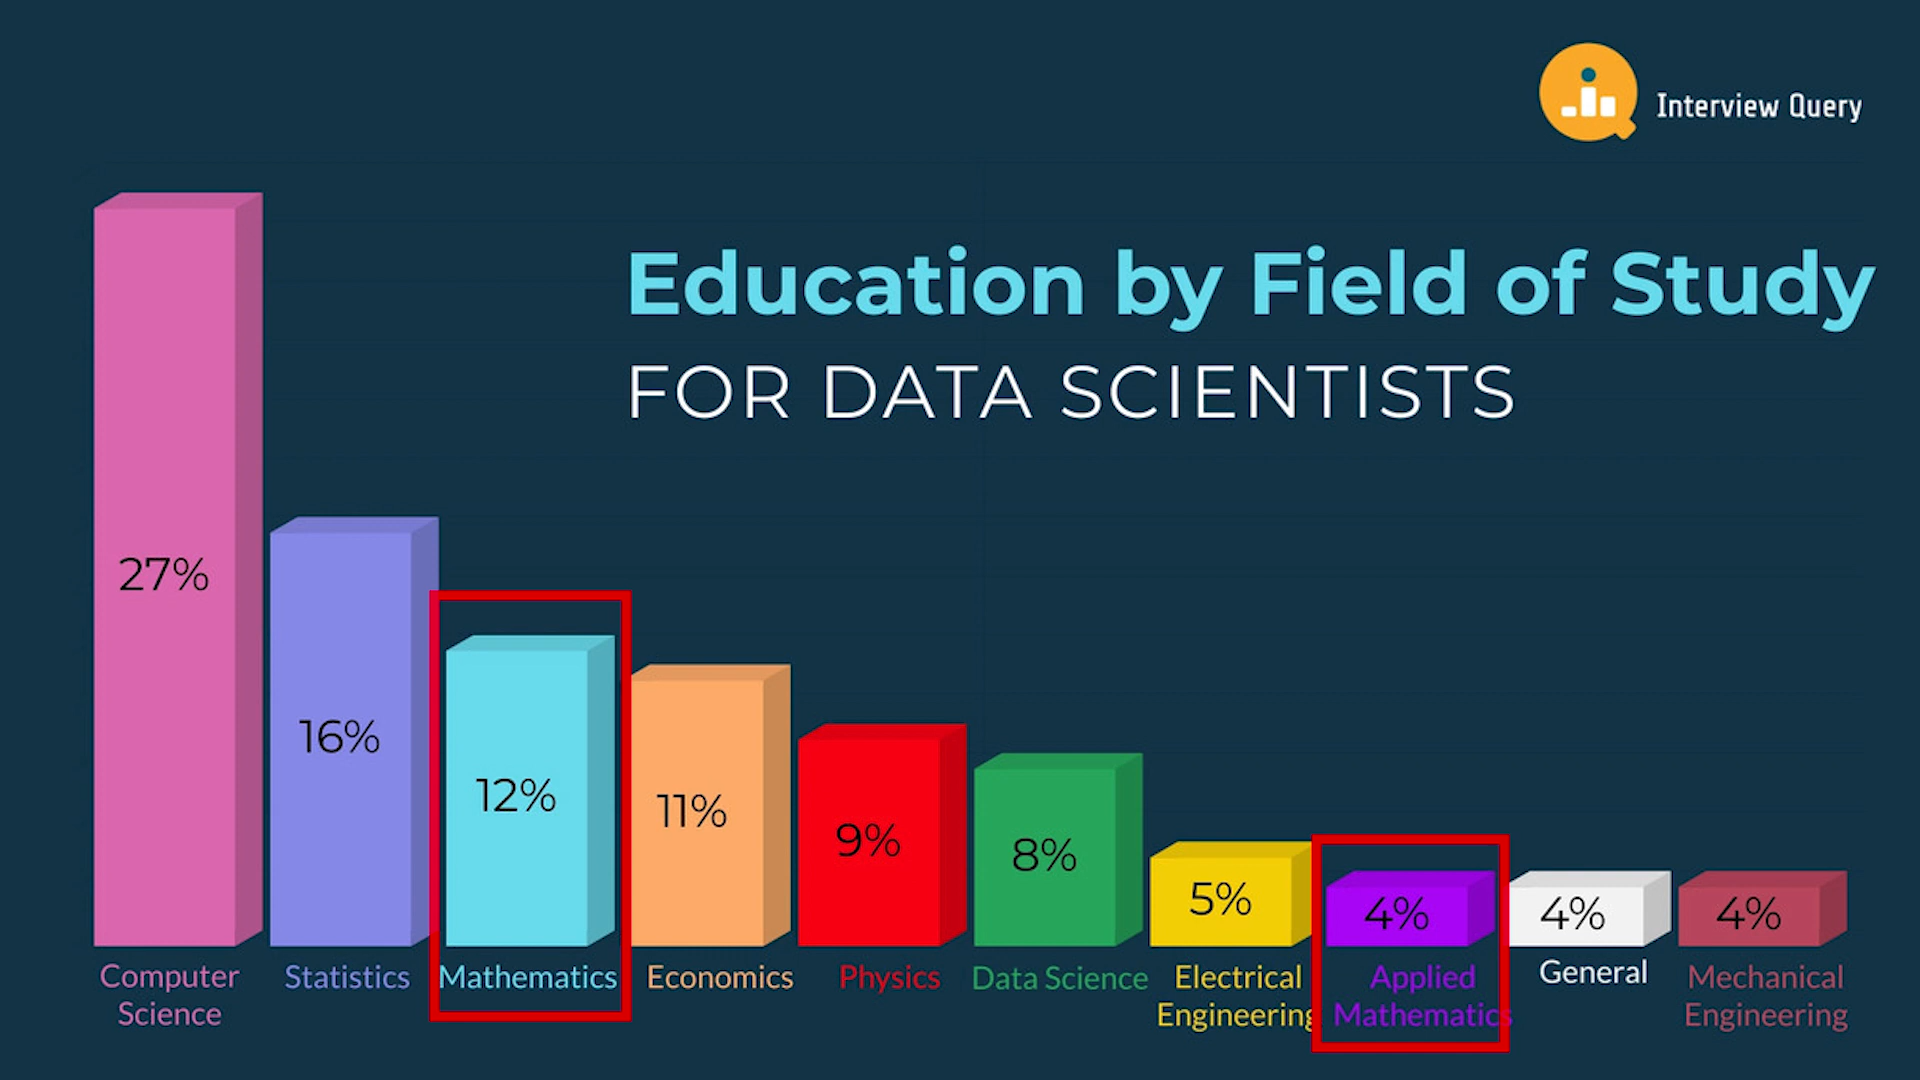 Interview Query
Education by Field of Study
FOR DATA SCIENTISTS
27%
16%
12%
11%
9%
8%
5%
4%
4%
4%
Computer
Science
Statistics
Mathematics
Economics
Physics
Data Science
Electrical
Engineering
Applied
Mathematics
General
Mechanical
Engineering